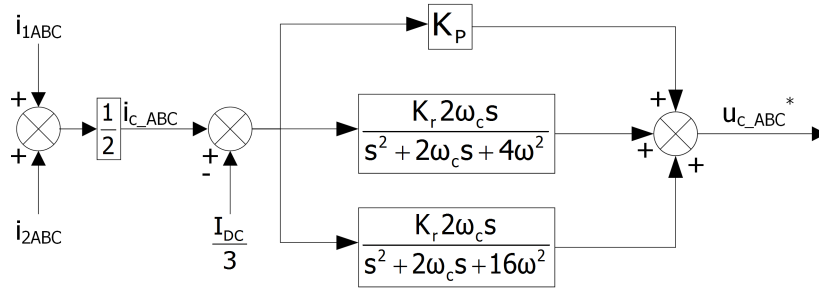 i1ABC
+
+
i2ABC
1
2
ic_ABC
+
-
IDC
3
KP
Kr2ωcs
s²+2ωcs+4ω²
Kr2ωcs
s²+2ωcs+16ω²
+
+
+
uc_ABC*